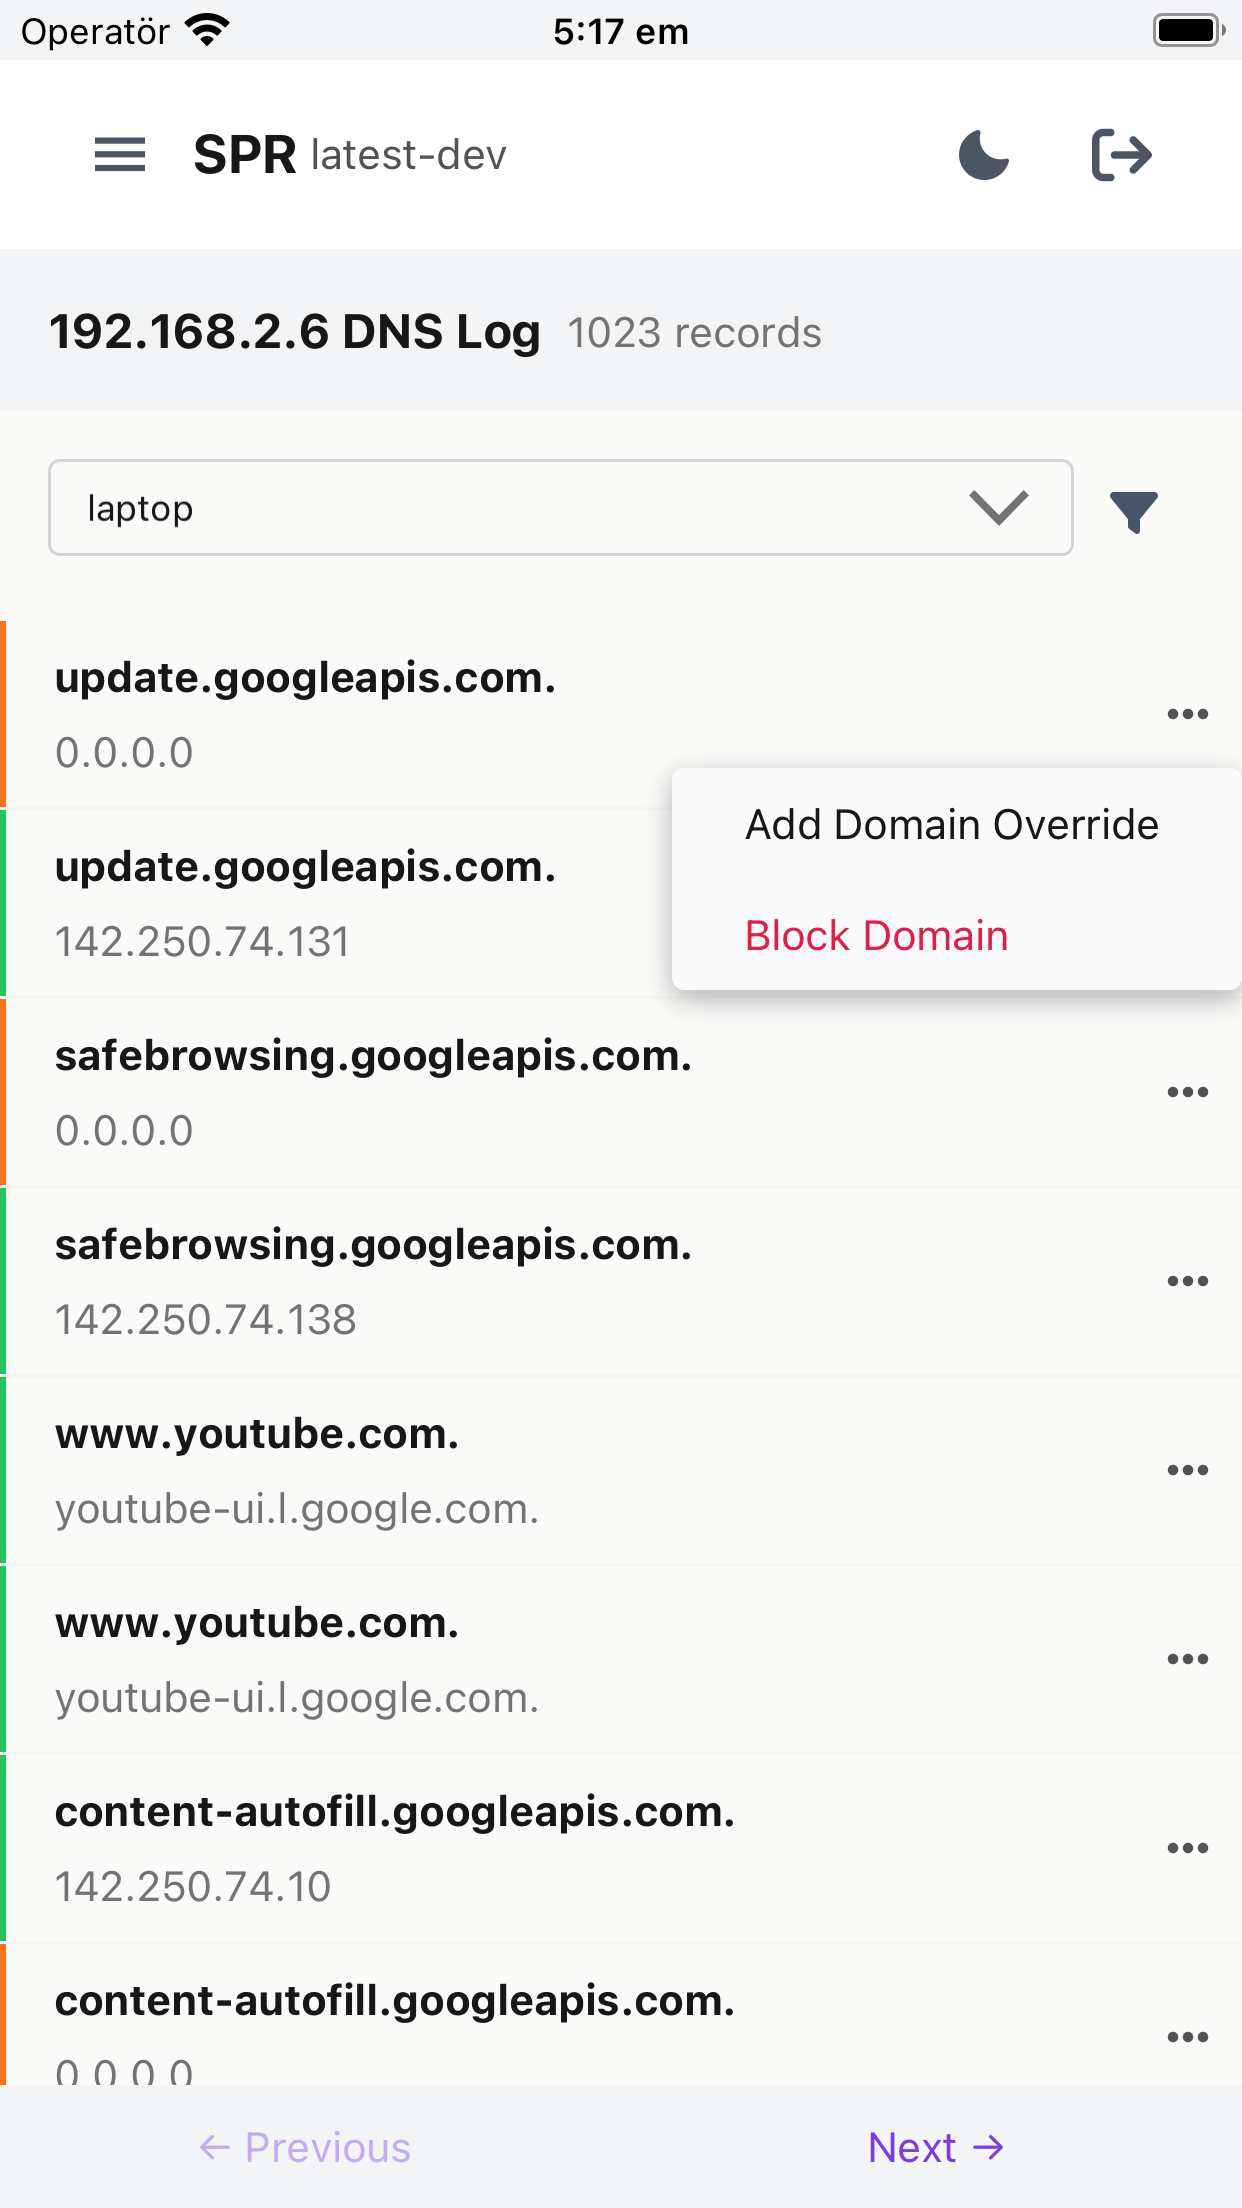 Operatör 5:17 em
SPR latest-dev
192.168.2.6 DNS Log 1023 records
laptop
update.googleapis.com.
0.0.0.0
Add Domain Override
update.googleapis.com.
142.250.74.131
Block Domain
safebrowsing.googleapis.com.
0.0.0.0
safebrowsing.googleapis.com.
142.250.74.138
www.youtube.com.
youtube-ui.l.google.com.
www.youtube.com.
youtube-ui.l.google.com.
content-autofill.googleapis.com.
142.250.74.10
content-autofill.googleapis.com.
0.0.0.0
← Previous Next →